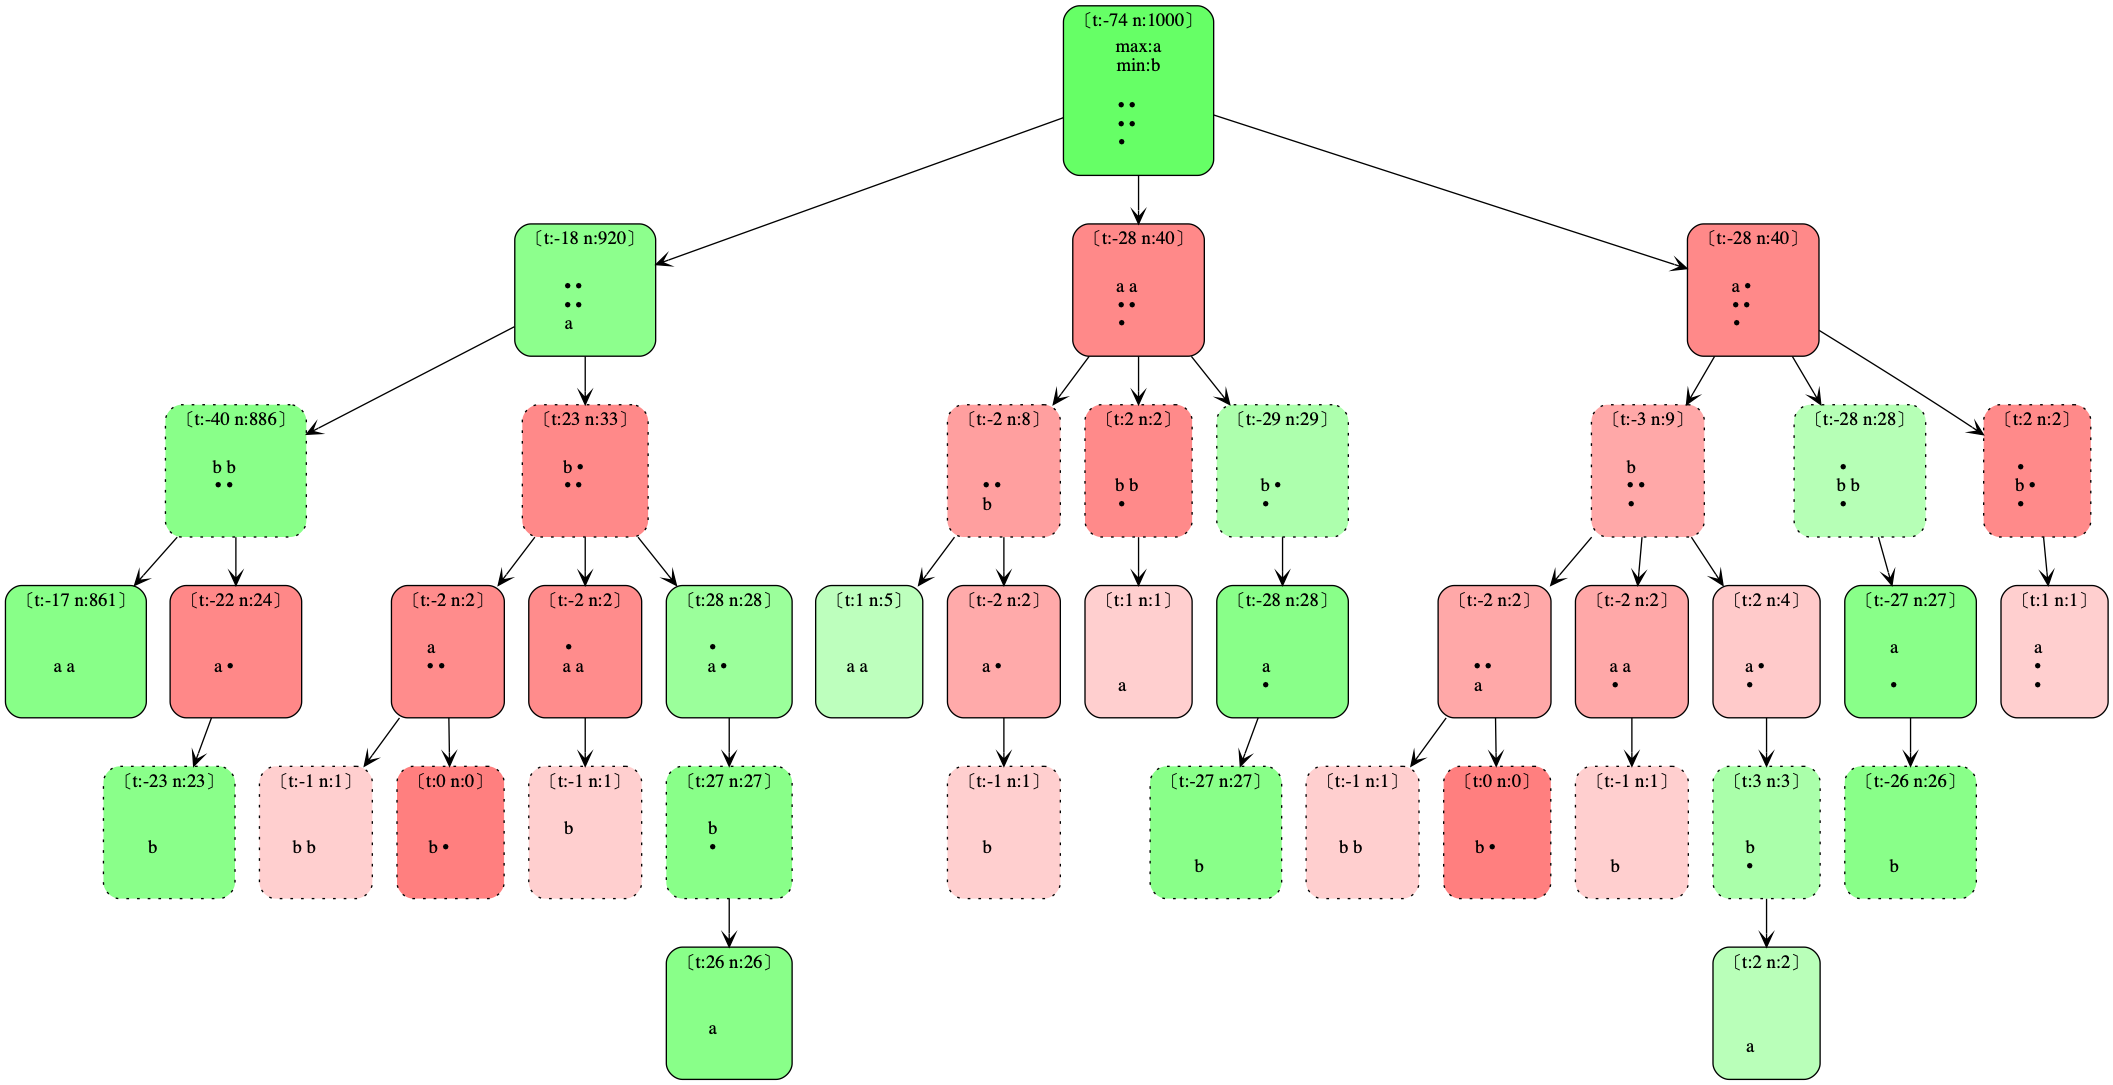 〔t:-74 n:1000〕
max:a
min:b
••
••
•
〔t:-18 n:920〕
••
••
a
〔t:-28 n:40〕
a a
••
•
〔t:-28 n:40〕
a •
••
•
〔t:-40 n:886〕
b b
••
〔t:23 n:33〕
b •
••
〔t:-2 n:8〕
••
b
〔t:2 n:2〕
b b
•
〔t:-29 n:29〕
b •
•
〔t:-3 n:9〕
b
••
•
〔t:-28 n:28〕
•
b b
•
〔t:2 n:2〕
•
b •
•
〔t:-17 n:861〕
a a
〔t:-22 n:24〕
a •
〔t:-2 n:2〕
a
••
〔t:-2 n:2〕
•
a a
〔t:28 n:28〕
•
a •
〔t:1 n:5〕
a a
〔t:-2 n:2〕
a •
〔t:1 n:1〕
a
〔t:-28 n:28〕
a
•
〔t:-2 n:2〕
••
a
〔t:-2 n:2〕
a a
•
〔t:2 n:4〕
a •
•
〔t:-27 n:27〕
a
•
〔t:1 n:1〕
a
•
•
〔t:-23 n:23〕
b
〔t:-1 n:1〕
b b
〔t:0 n:0〕
b •
〔t:-1 n:1〕
b
〔t:27 n:27〕
b
•
〔t:-1 n:1〕
b
〔t:-27 n:27〕
b
〔t:-1 n:1〕
b b
〔t:0 n:0〕
b •
〔t:-1 n:1〕
b
〔t:3 n:3〕
b
•
〔t:-26 n:26〕
b
〔t:26 n:26〕
a
〔t:2 n:2〕
a